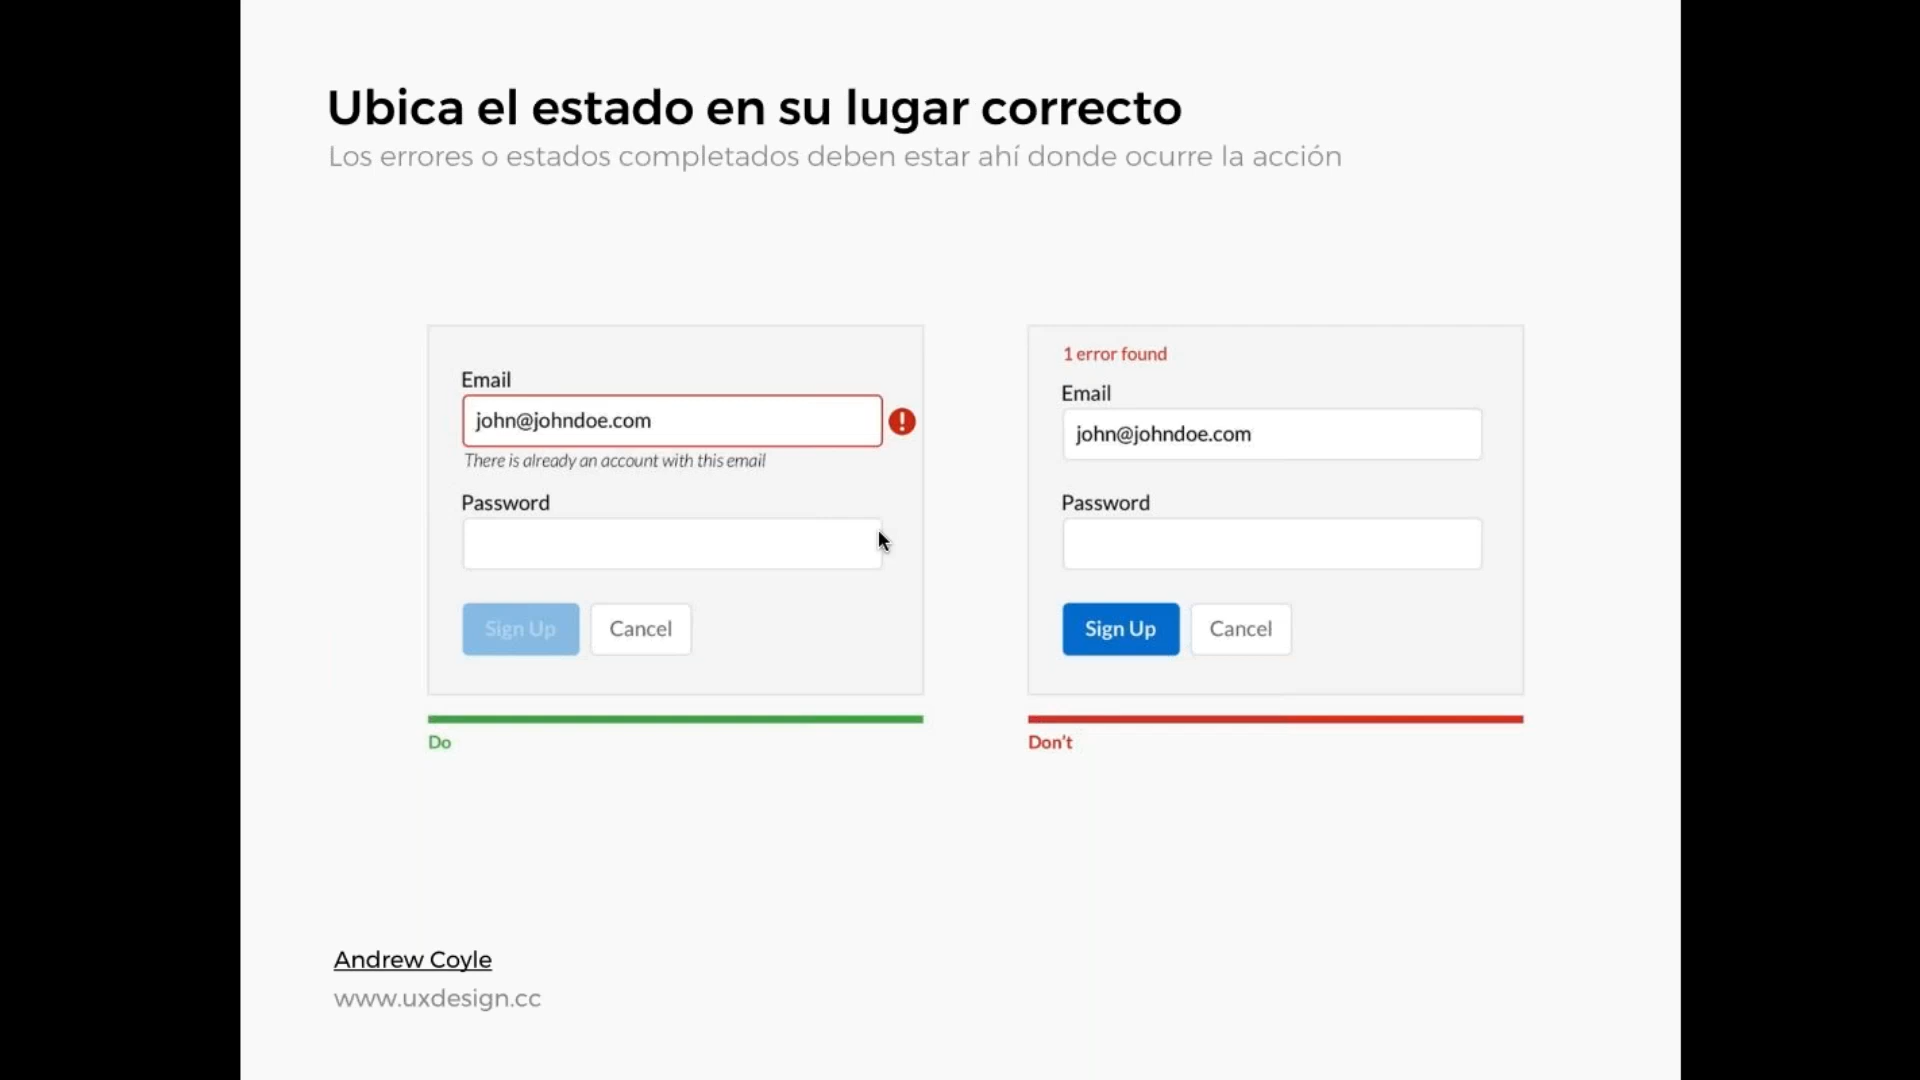 Ubica el estado en su lugar correcto
Los errores o estados completados deben estar ahí donde ocurre la acción
Email
john@johndoe.com
There is already an account with this email
Password
Sign Up
Cancel
Do
1 error found
Email
john@johndoe.com
Password
Sign Up
Cancel
Don't
Andrew Coyle
www.uxdesign.cc